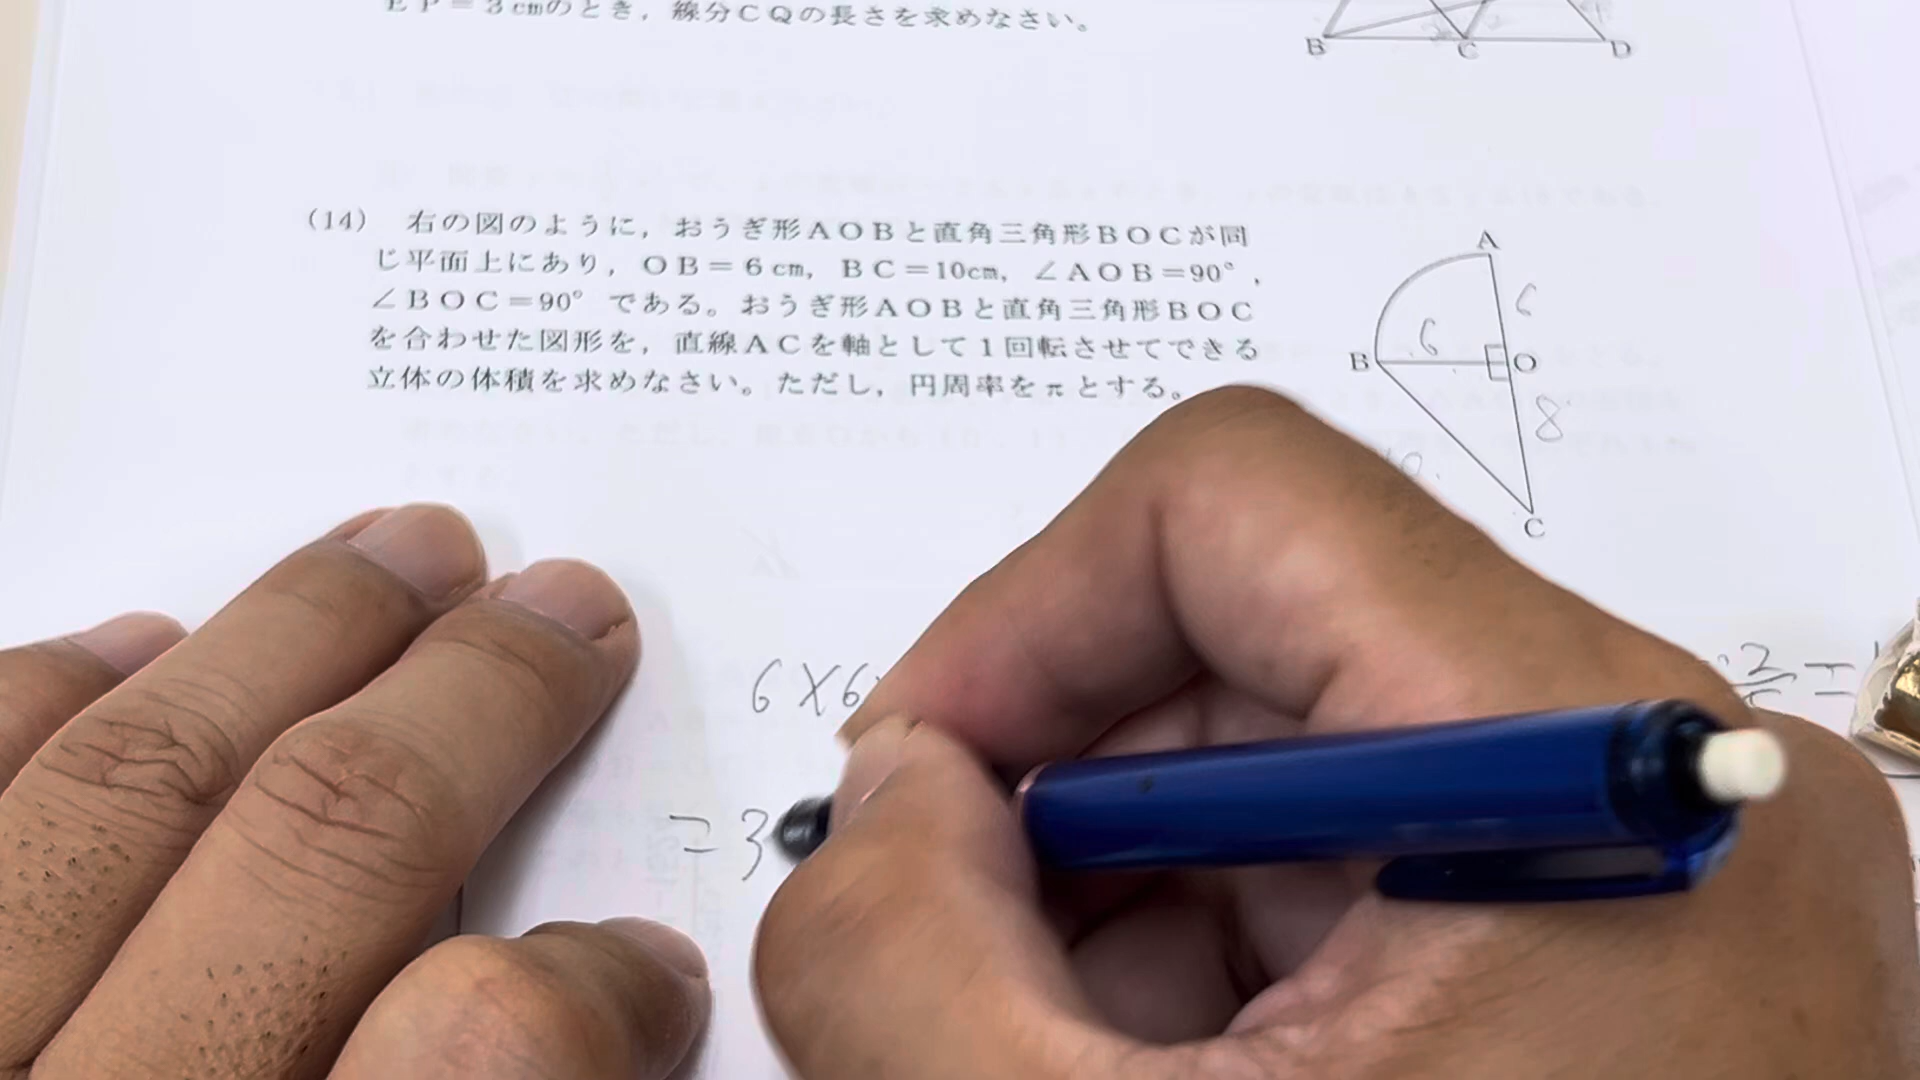 EP=3cmのとき，線分CQの長さを求めなさい。
B
C
D
(14) 右の図のように，おうぎ形AOBと直角三角形BOCが同
じ平面上にあり，OB=6cm，BC=10cm，∠AOB=90°，
∠BOC=90°である。おうぎ形AOBと直角三角形BOC
を合わせた図形を，直線ACを軸として1回転させてできる
立体の体積を求めなさい。ただし，円周率をπとする。
A
6
6
B
O
8
10
C
6×6
2
=
=3